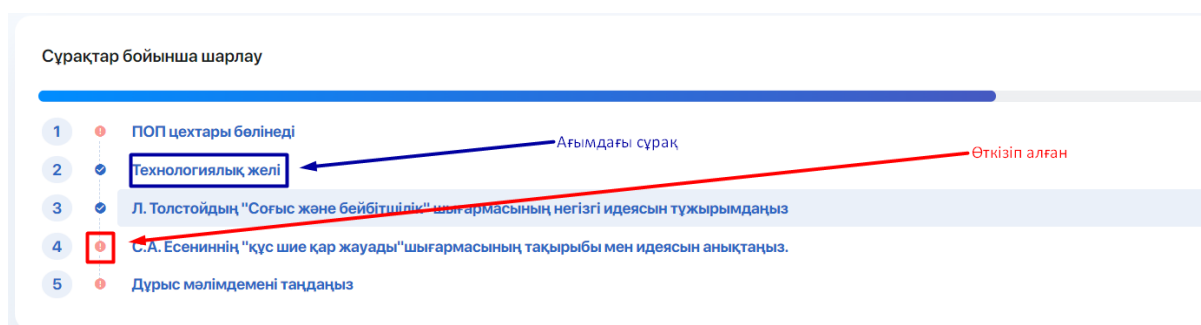 Сұрақтар бойынша шарлау
1 ПОП цехтары бөлінеді
Ағымдағы сұрақ
Өткізіп алған
2 Технологиялық желі
3 Л. Толстойдың "Соғыс және бейбітшілік" шығармасының негізгі идеясын тұжырымдаңыз
4 С.А. Есениннің "құс шие қар жауады"шығармасының тақырыбы мен идеясын анықтаңыз.
5 Дұрыс мәлімдемені таңдаңыз